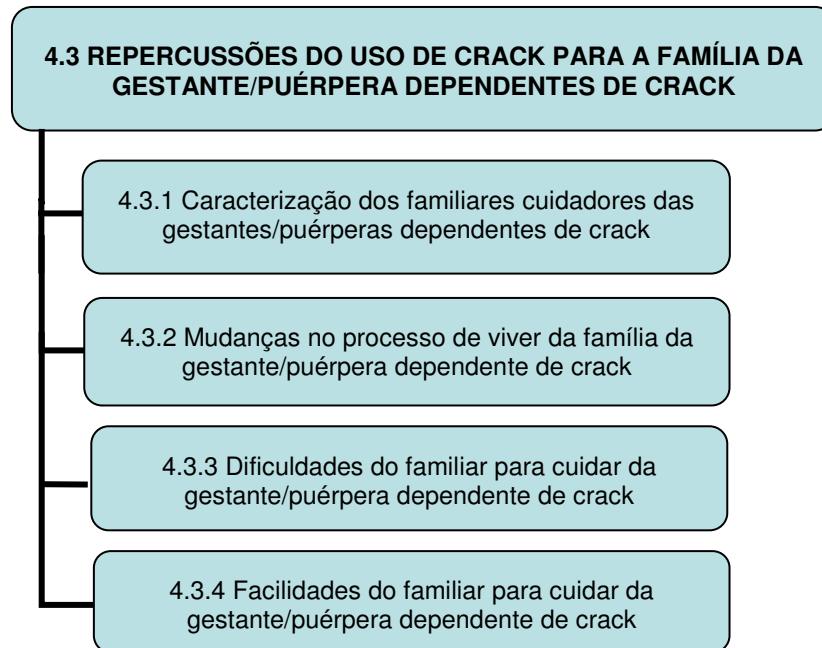 4.3 REPERCUSSÕES DO USO DE CRACK PARA A FAMÍLIA DA
GESTANTE/PUÉRPERA DEPENDENTES DE CRACK
4.3.1 Caracterização dos familiares cuidadores das
gestantes/puérperas dependentes de crack
4.3.2 Mudanças no processo de viver da família da
gestante/puérpera dependente de crack
4.3.3 Dificuldades do familiar para cuidar da
gestante/puérpera dependente de crack
4.3.4 Facilidades do familiar para cuidar da
gestante/puérpera dependente de crack